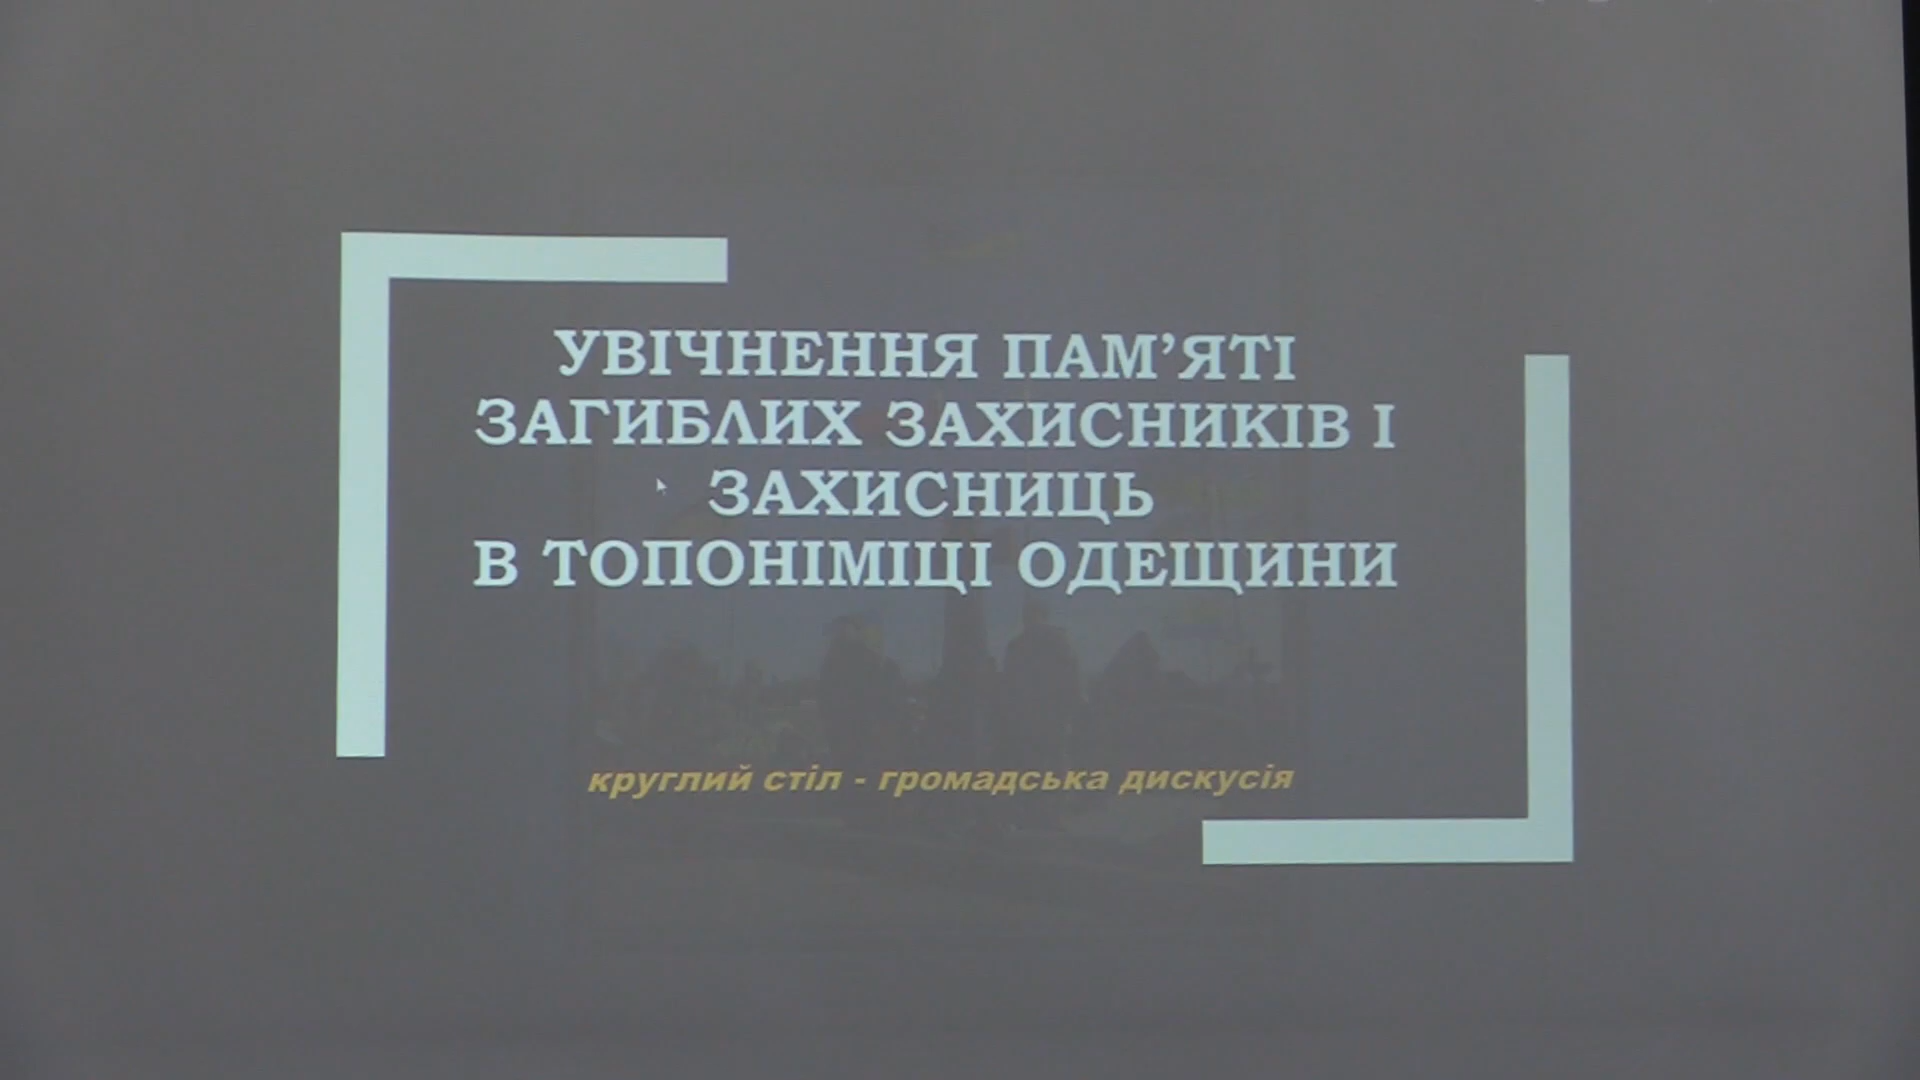 УВІЧНЕННЯ ПАМ’ЯТІ
ЗАГИБЛИХ ЗАХИСНИКІВ І
ЗАХИСНИЦЬ
В ТОПОНІМІЦІ ОДЕЩИНИ
круглий стіл - громадська дискусія